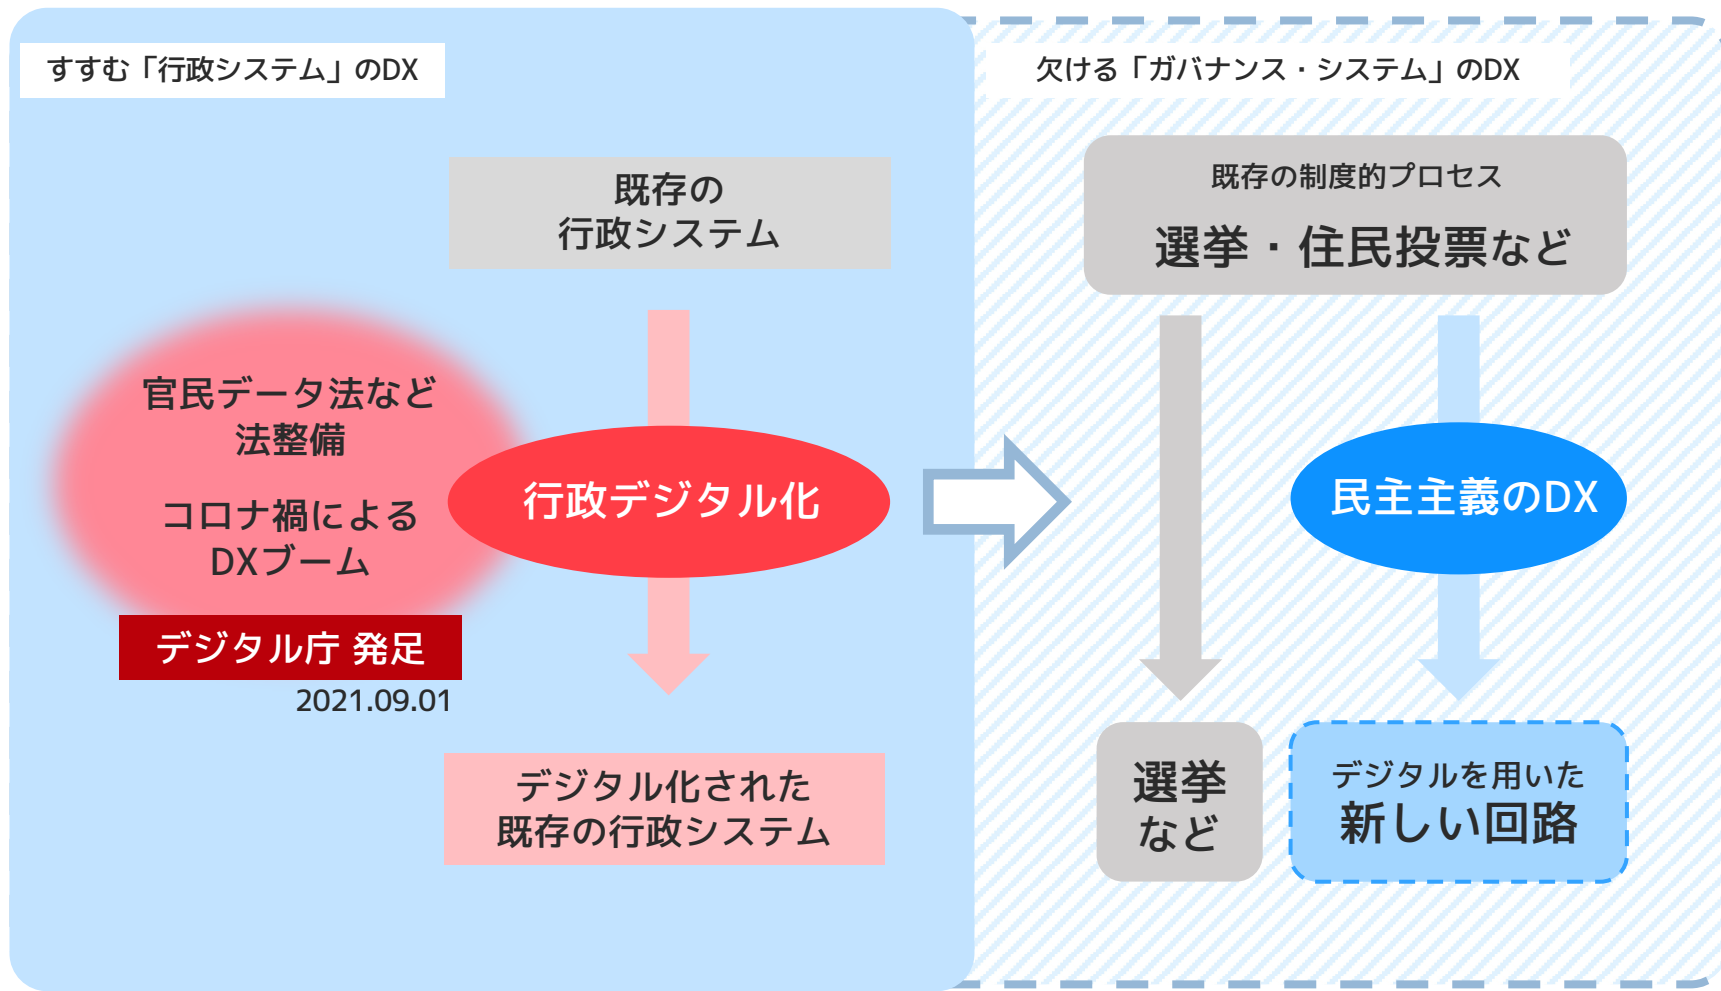 すすむ「行政システム」のDX
既存の
行政システム
官民データ法など
法整備
コロナ禍による
DXブーム
デジタル庁 発足
2021.09.01
行政デジタル化
デジタル化された
既存の行政システム
欠ける「ガバナンス・システム」のDX
既存の制度的プロセス
選挙・住民投票など
民主主義のDX
選挙
など
デジタルを用いた
新しい回路